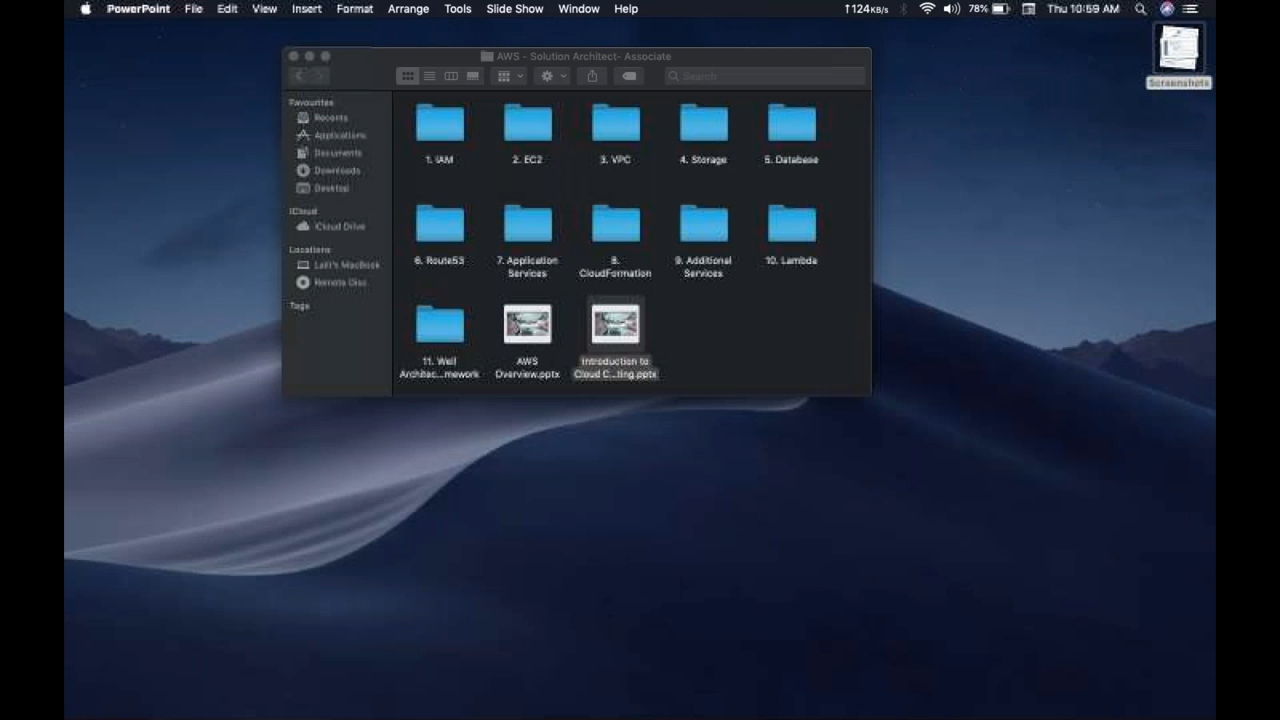 PowerPoint File Edit View Insert Format Arrange Tools Slide Show Window Help
↑124KB/s 78% Thu 10:59 AM
Screenshots
AWS - Solution Architect- Associate
Search
Favourites
Recents
Applications
Documents
Downloads
Desktop
iCloud
iCloud Drive
Locations
Lalit's MacBook
Remote Disc
Tags
1. IAM
2. EC2
3. VPC
4. Storage
5. Database
6. Route53
7. Application
Services
8.
CloudFormation
9. Additional
Services
10. Lambda
11. Well
Architec...mework
AWS
Overview.pptx
Introduction to
Cloud C...ting.pptx